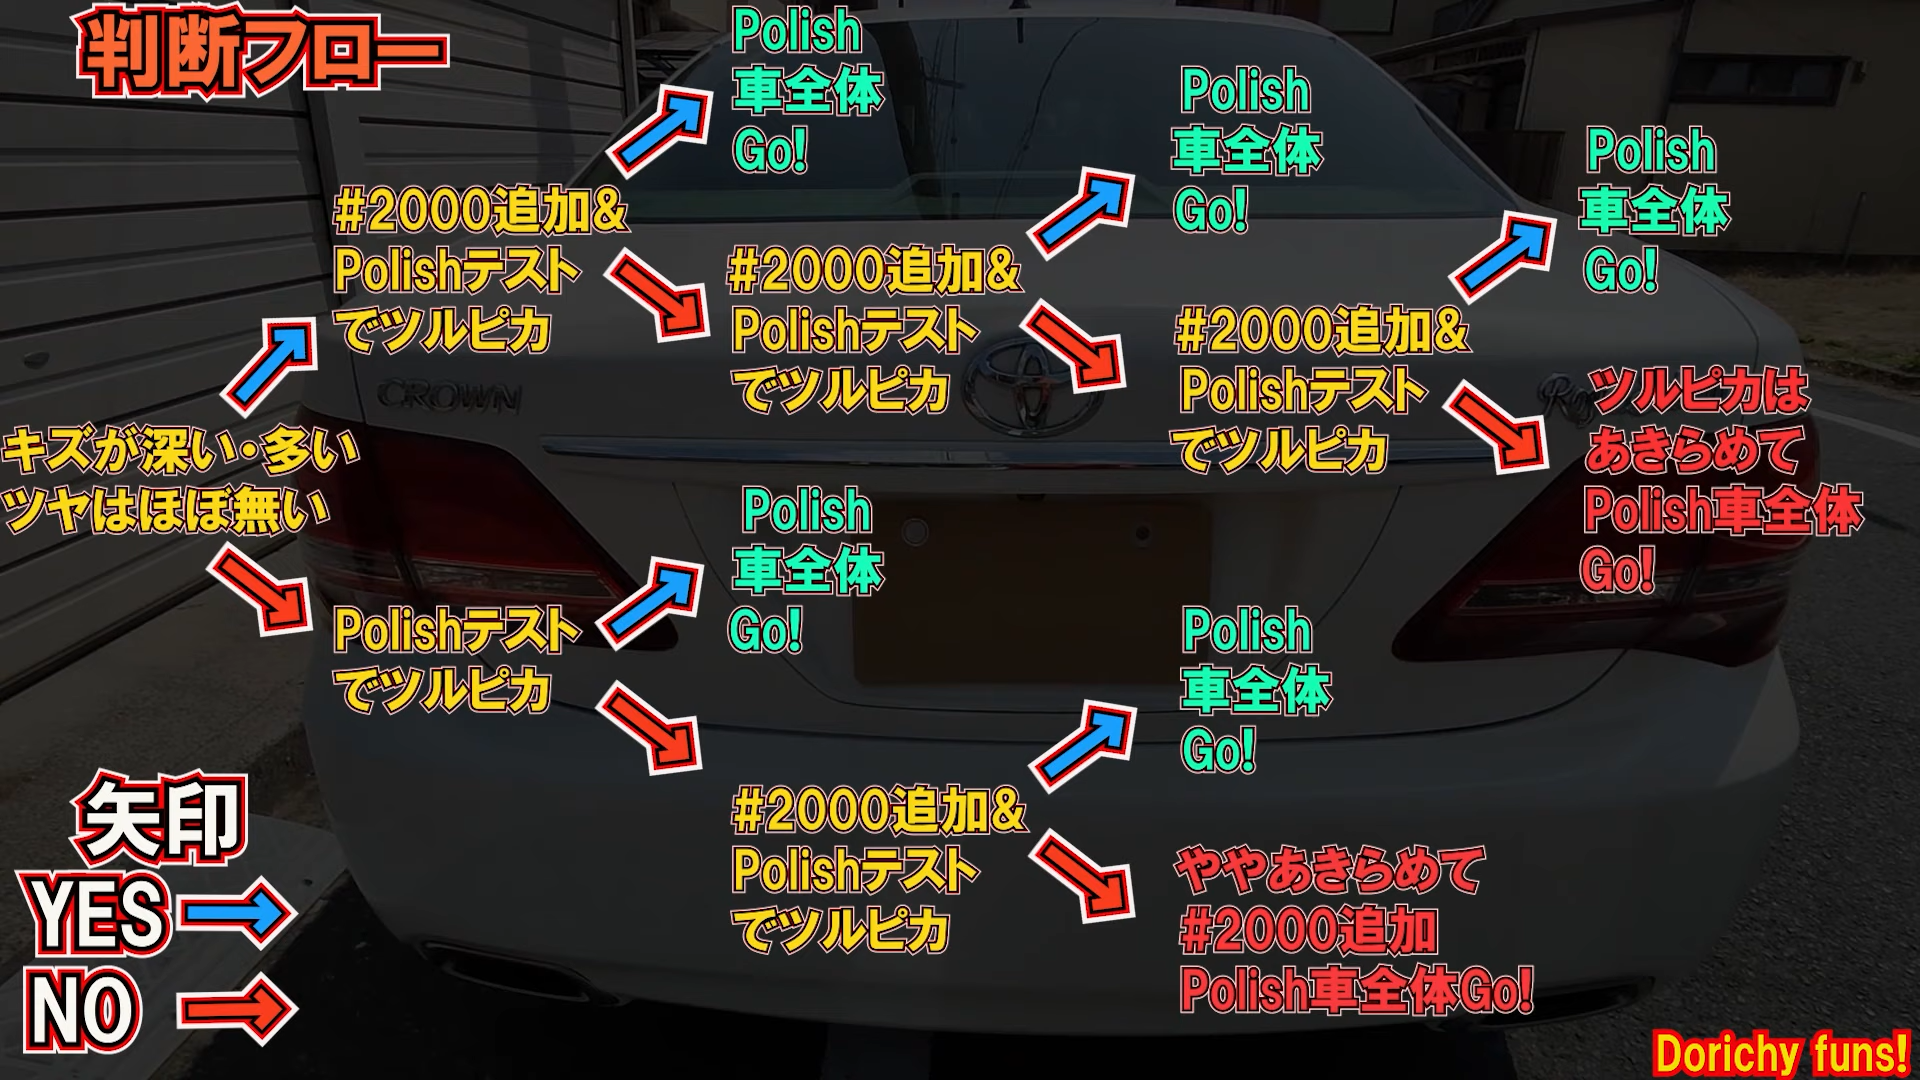 判断フロー
Polish
車全体
Go!
Polish
車全体
Go!
Polish
車全体
Go!
#2000追加&
Polishテスト
でツルピカ
#2000追加&
Polishテスト
でツルピカ
#2000追加&
Polishテスト
でツルピカ
CROWN
ツルピカは
あきらめて
Polish車全体
Go!
キズが深い・多い
ツヤはほぼ無い
Polishテスト
でツルピカ
Polish
車全体
Go!
Polish
車全体
Go!
#2000追加&
Polishテスト
でツルピカ
ややあきらめて
#2000追加
Polish車全体Go!
矢印
YES
NO
Dorichy funs!